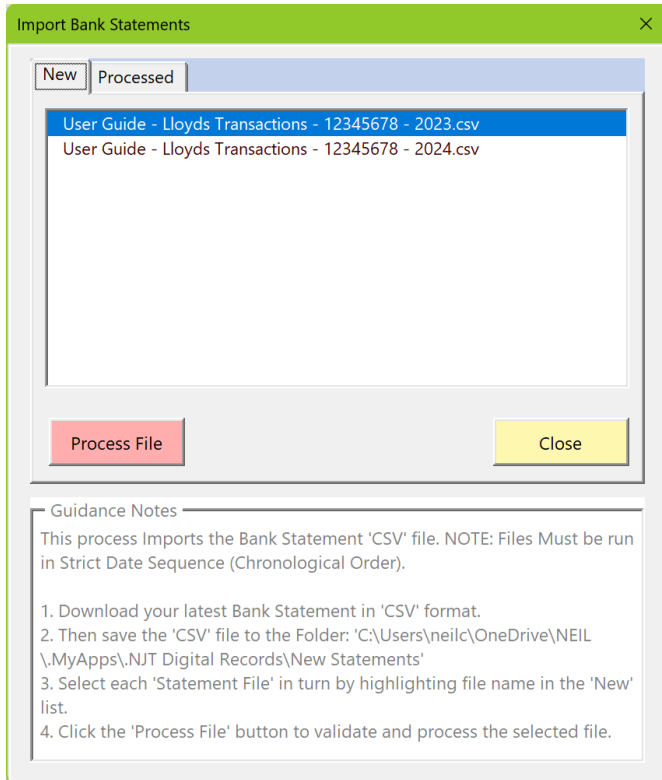 Import Bank Statements
New
Processed
User Guide - Lloyds Transactions - 12345678 - 2023.csv
User Guide - Lloyds Transactions - 12345678 - 2024.csv
Process File
Close
Guidance Notes
This process Imports the Bank Statement 'CSV' file. NOTE: Files Must be run
in Strict Date Sequence (Chronological Order).
1. Download your latest Bank Statement in 'CSV' format.
2. Then save the 'CSV' file to the Folder: 'C:\Users\neilc\OneDrive\NEIL
\.MyApps\.NJT Digital Records\New Statements'
3. Select each 'Statement File' in turn by highlighting file name in the 'New'
list.
4. Click the 'Process File' button to validate and process the selected file.